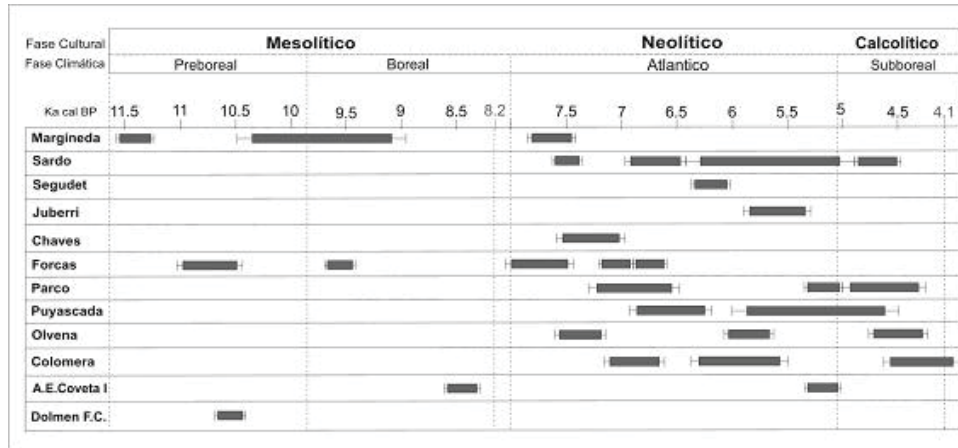 Fase Cultural Mesolítico Neolítico Calcolítico
Fase Climática Preboreal Boreal Atlantico Subboreal
Ka cal BP 11.5 11 10.5 10 9.5 9 8.5 8.2 7.5 7 6.5 6 5.5 5 4.5 4.1
Margineda
Sardo
Segudet
Juberri
Chaves
Forcas
Parco
Puyascada
Olvena
Colomera
A.E.Coveta I
Dolmen F.C.